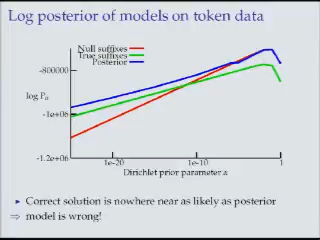 Log posterior of models on token data
Null suffixes
True suffixes
Posterior
-800000
log Pα
-1e+06
-1.2e+06
1e-20
1e-10
1
Dirichlet prior parameter α
▸ Correct solution is nowhere near as likely as posterior
⇒ model is wrong!